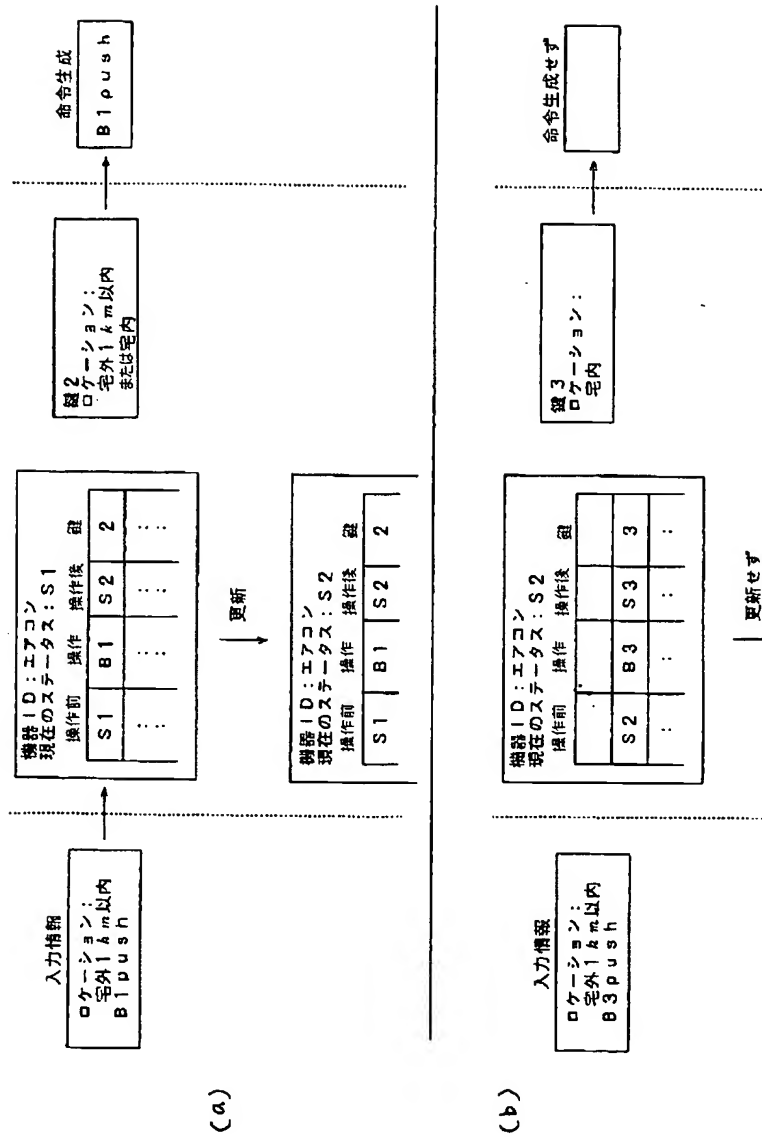 (a)
入力情報
ロケーション:
宅外1km以内
B1push
機器ID:エアコン
現在のステータス:S1
操作前 操作 操作後 鍵
S1 B1 S2 2
: : : :
更新
機器ID:エアコン
現在のステータス:S2
操作前 操作 操作後 鍵
S1 B1 S2 2
鍵2
ロケーション:
宅外1km以内
または宅内
命令生成
B1push
(b)
入力情報
ロケーション:
宅外1km以内
B3push
機器ID:エアコン
現在のステータス:S2
操作前 操作 操作後 鍵
S2 B3 S3 3
: : : :
更新せず
鍵3
ロケーション:
宅内
命令生成せず